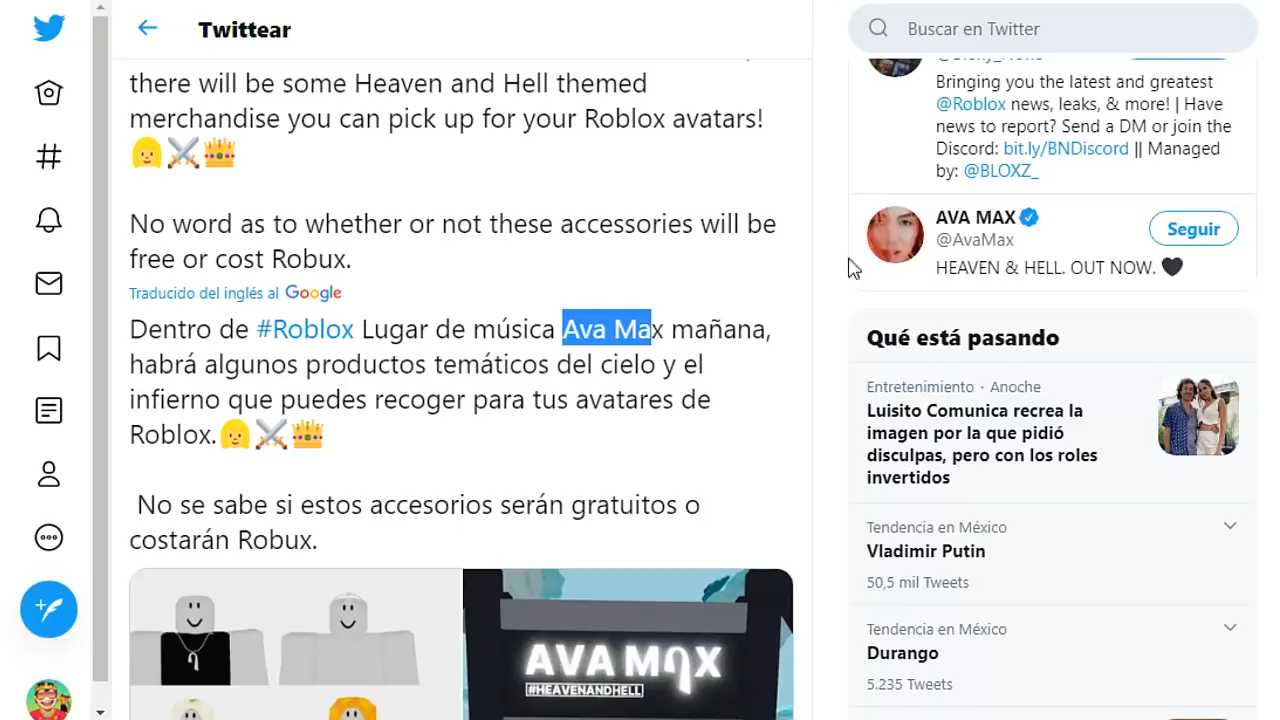 Twittear
there will be some Heaven and Hell themed
merchandise you can pick up for your Roblox avatars!
👱‍♀️⚔️👑
No word as to whether or not these accessories will be
free or cost Robux.
Traducido del inglés al Google
Dentro de #Roblox Lugar de música Ava Max mañana,
habrá algunos productos temáticos del cielo y el
infierno que puedes recoger para tus avatares de
Roblox.👱‍♀️⚔️👑
No se sabe si estos accesorios serán gratuitos o
costarán Robux.
AVA MAX
#HEAVENANDHELL
Buscar en Twitter
Bringing you the latest and greatest
@Roblox news, leaks, & more! | Have
news to report? Send a DM or join the
Discord: bit.ly/BNDiscord || Managed
by: @BLOXZ_
AVA MAX
@AvaMax
Seguir
HEAVEN & HELL. OUT NOW. 🖤
Qué está pasando
Entretenimiento · Anoche
Luisito Comunica recrea la
imagen por la que pidió
disculpas, pero con los roles
invertidos
Tendencia en México
Vladimir Putin
50,5 mil Tweets
Tendencia en México
Durango
5.235 Tweets